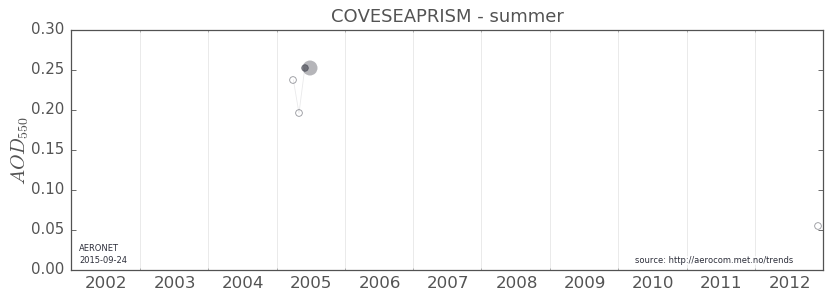 COVESEAPRISM - summer
0.30
0.25
0.20
0.15
0.10
0.05
0.00
AOD550
AERONET
2015-09-24
source: http://aerocom.met.no/trends
2002 2003 2004 2005 2006 2007 2008 2009 2010 2011 2012